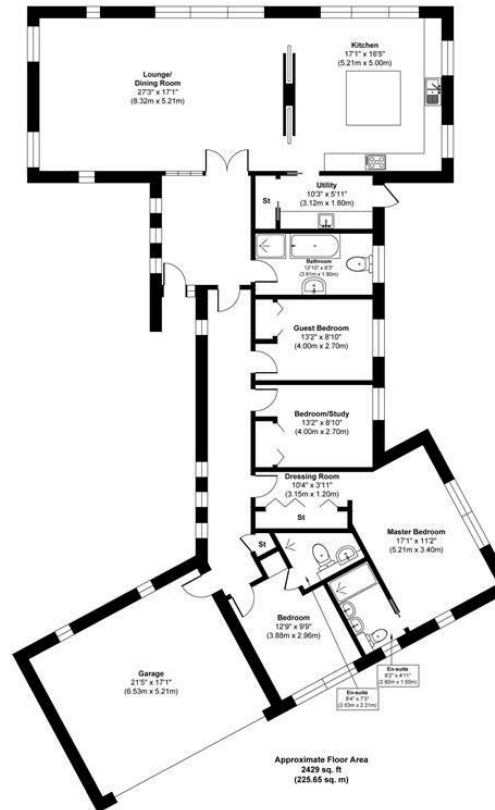 Kitchen
17'1" x 16'5"
(5.21m x 5.00m)
Lounge/
Dining Room
27'3" x 17'1"
(8.32m x 5.21m)
Utility
10'3" x 5'11"
(3.12m x 1.80m)
St
Bathroom
12'10" x 6'3"
(3.91m x 1.90m)
Guest Bedroom
13'2" x 8'10"
(4.00m x 2.70m)
Bedroom/Study
13'2" x 8'10"
(4.00m x 2.70m)
Dressing Room
10'4" x 3'11"
(3.15m x 1.20m)
St
Master Bedroom
17'1" x 11'2"
(5.21m x 3.40m)
St
Bedroom
12'9" x 9'9"
(3.88m x 2.96m)
Garage
21'5" x 17'1"
(6.53m x 5.21m)
En-suite
9'2" x 4'11"
(2.80m x 1.50m)
En-suite
8'4" x 7'3"
(2.53m x 2.21m)
Approximate Floor Area
2429 sq. ft
(225.65 sq. m)